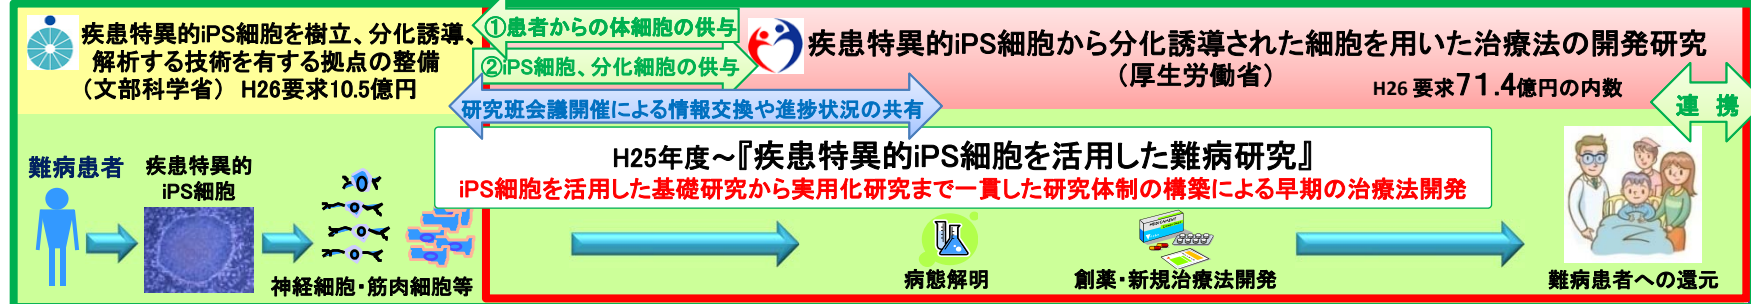 疾患特異的iPS細胞を樹立、分化誘導、
解析する技術を有する拠点の整備
（文部科学省） H26要求10.5億円
①患者からの体細胞の供与
②iPS細胞、分化細胞の供与
疾患特異的iPS細胞から分化誘導された細胞を用いた治療法の開発研究
（厚生労働省）
H26 要求71.4億円の内数
研究班会議開催による情報交換や進捗状況の共有
連 携
H25年度～『疾患特異的iPS細胞を活用した難病研究』
iPS細胞を活用した基礎研究から実用化研究まで一貫した研究体制の構築による早期の治療法開発
難病患者
疾患特異的
iPS細胞
神経細胞・筋肉細胞等
病態解明
創薬・新規治療法開発
難病患者への還元